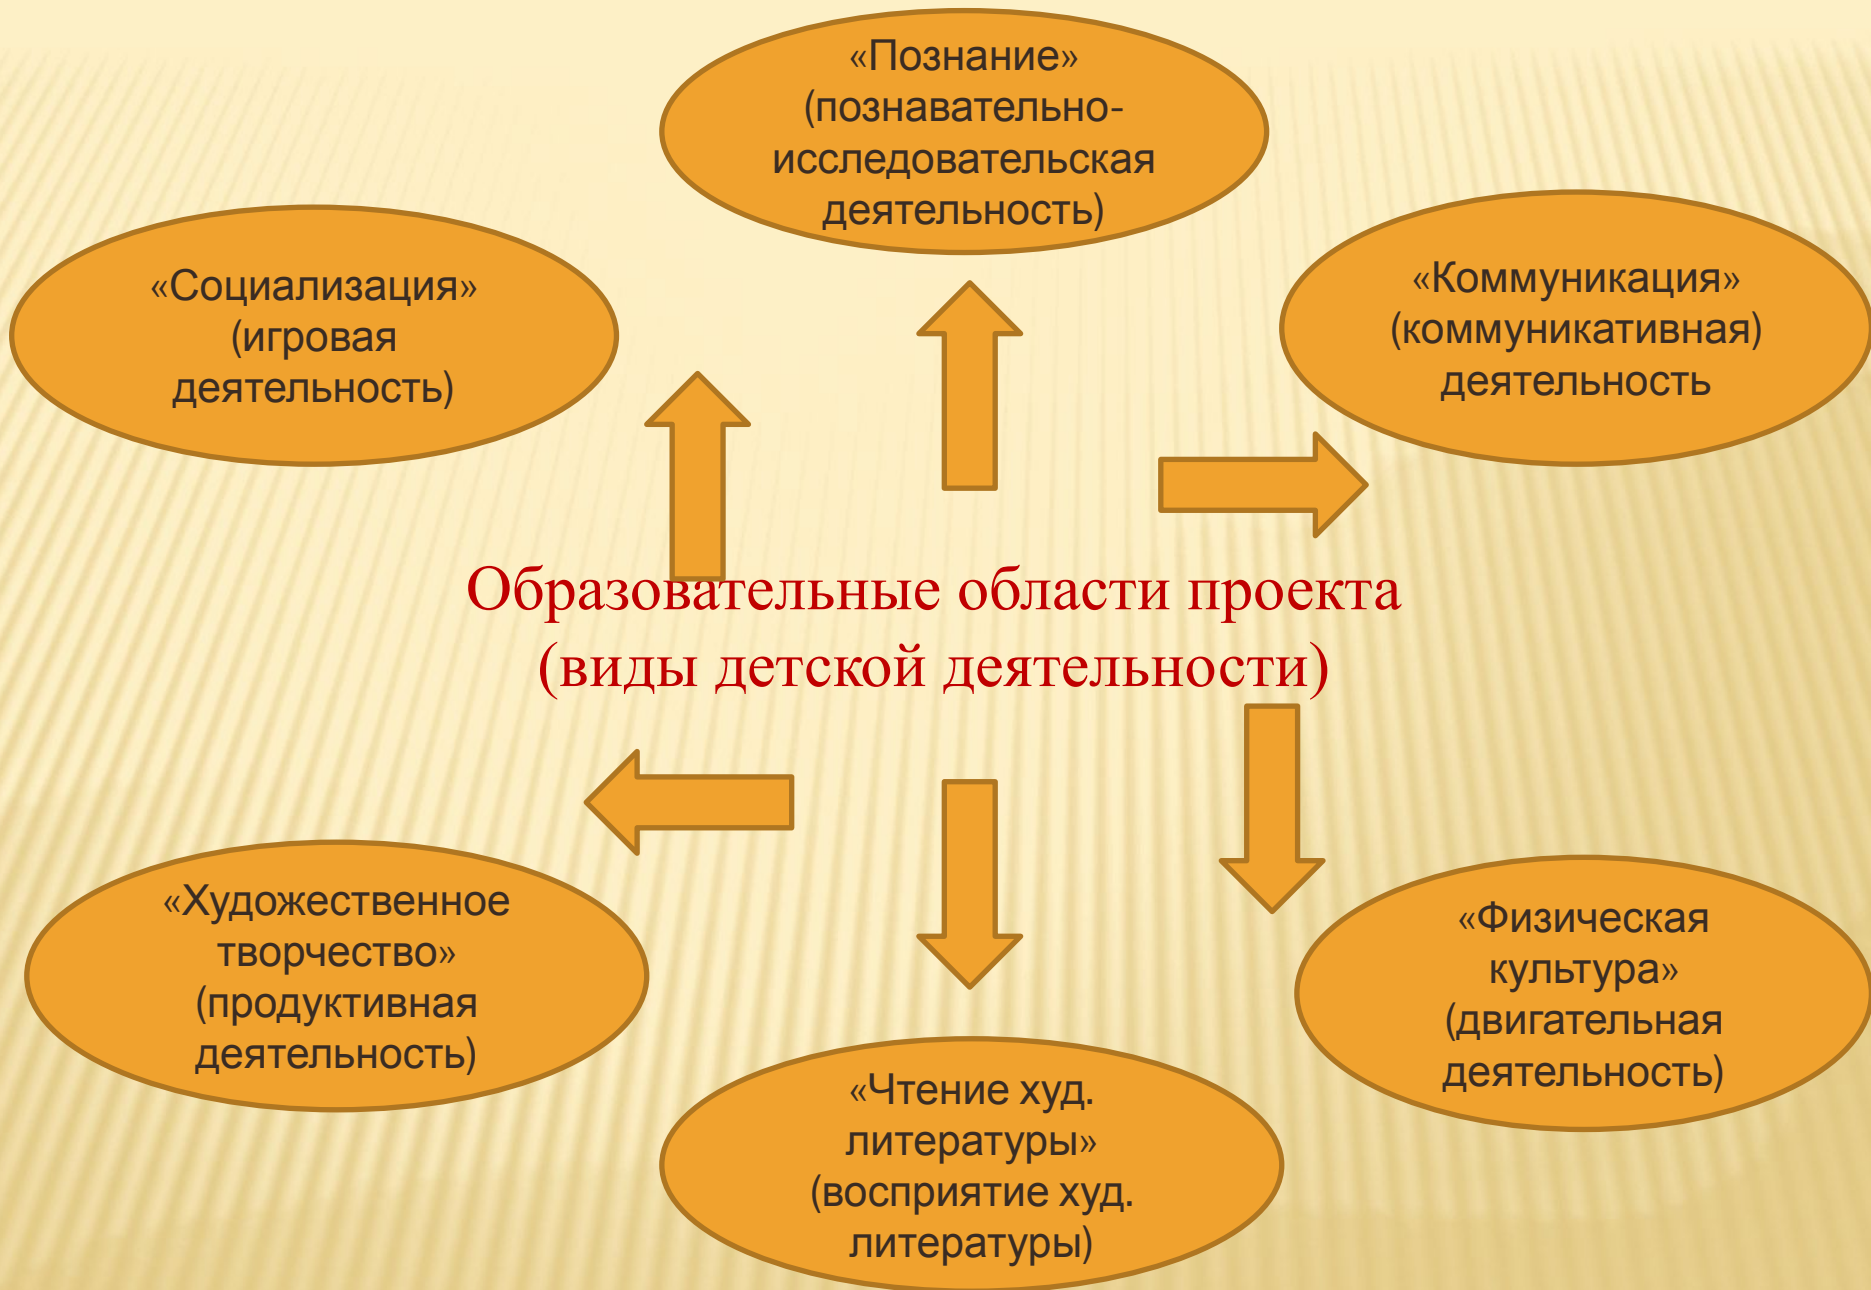 «Познание»
(познавательно-
исследовательская
деятельность)
«Социализация»
(игровая
деятельность)
«Коммуникация»
(коммуникативная)
деятельность
Образовательные области проекта
(виды детской деятельности)
«Художественное
творчество»
(продуктивная
деятельность)
«Чтение худ.
литературы»
(восприятие худ.
литературы)
«Физическая
культура»
(двигательная
деятельность)